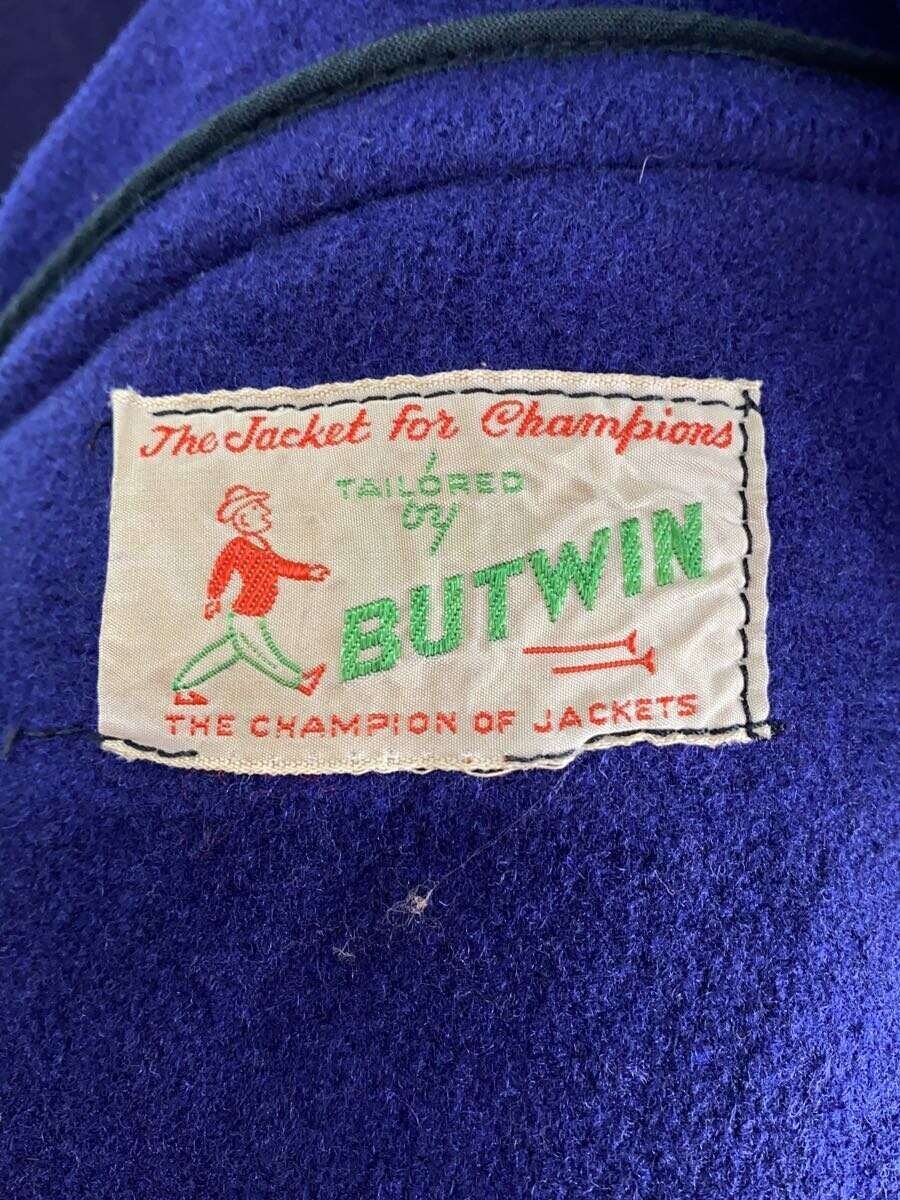 The Jacket for Champions
TAILORED
by
BUTWIN
THE CHAMPION OF JACKETS